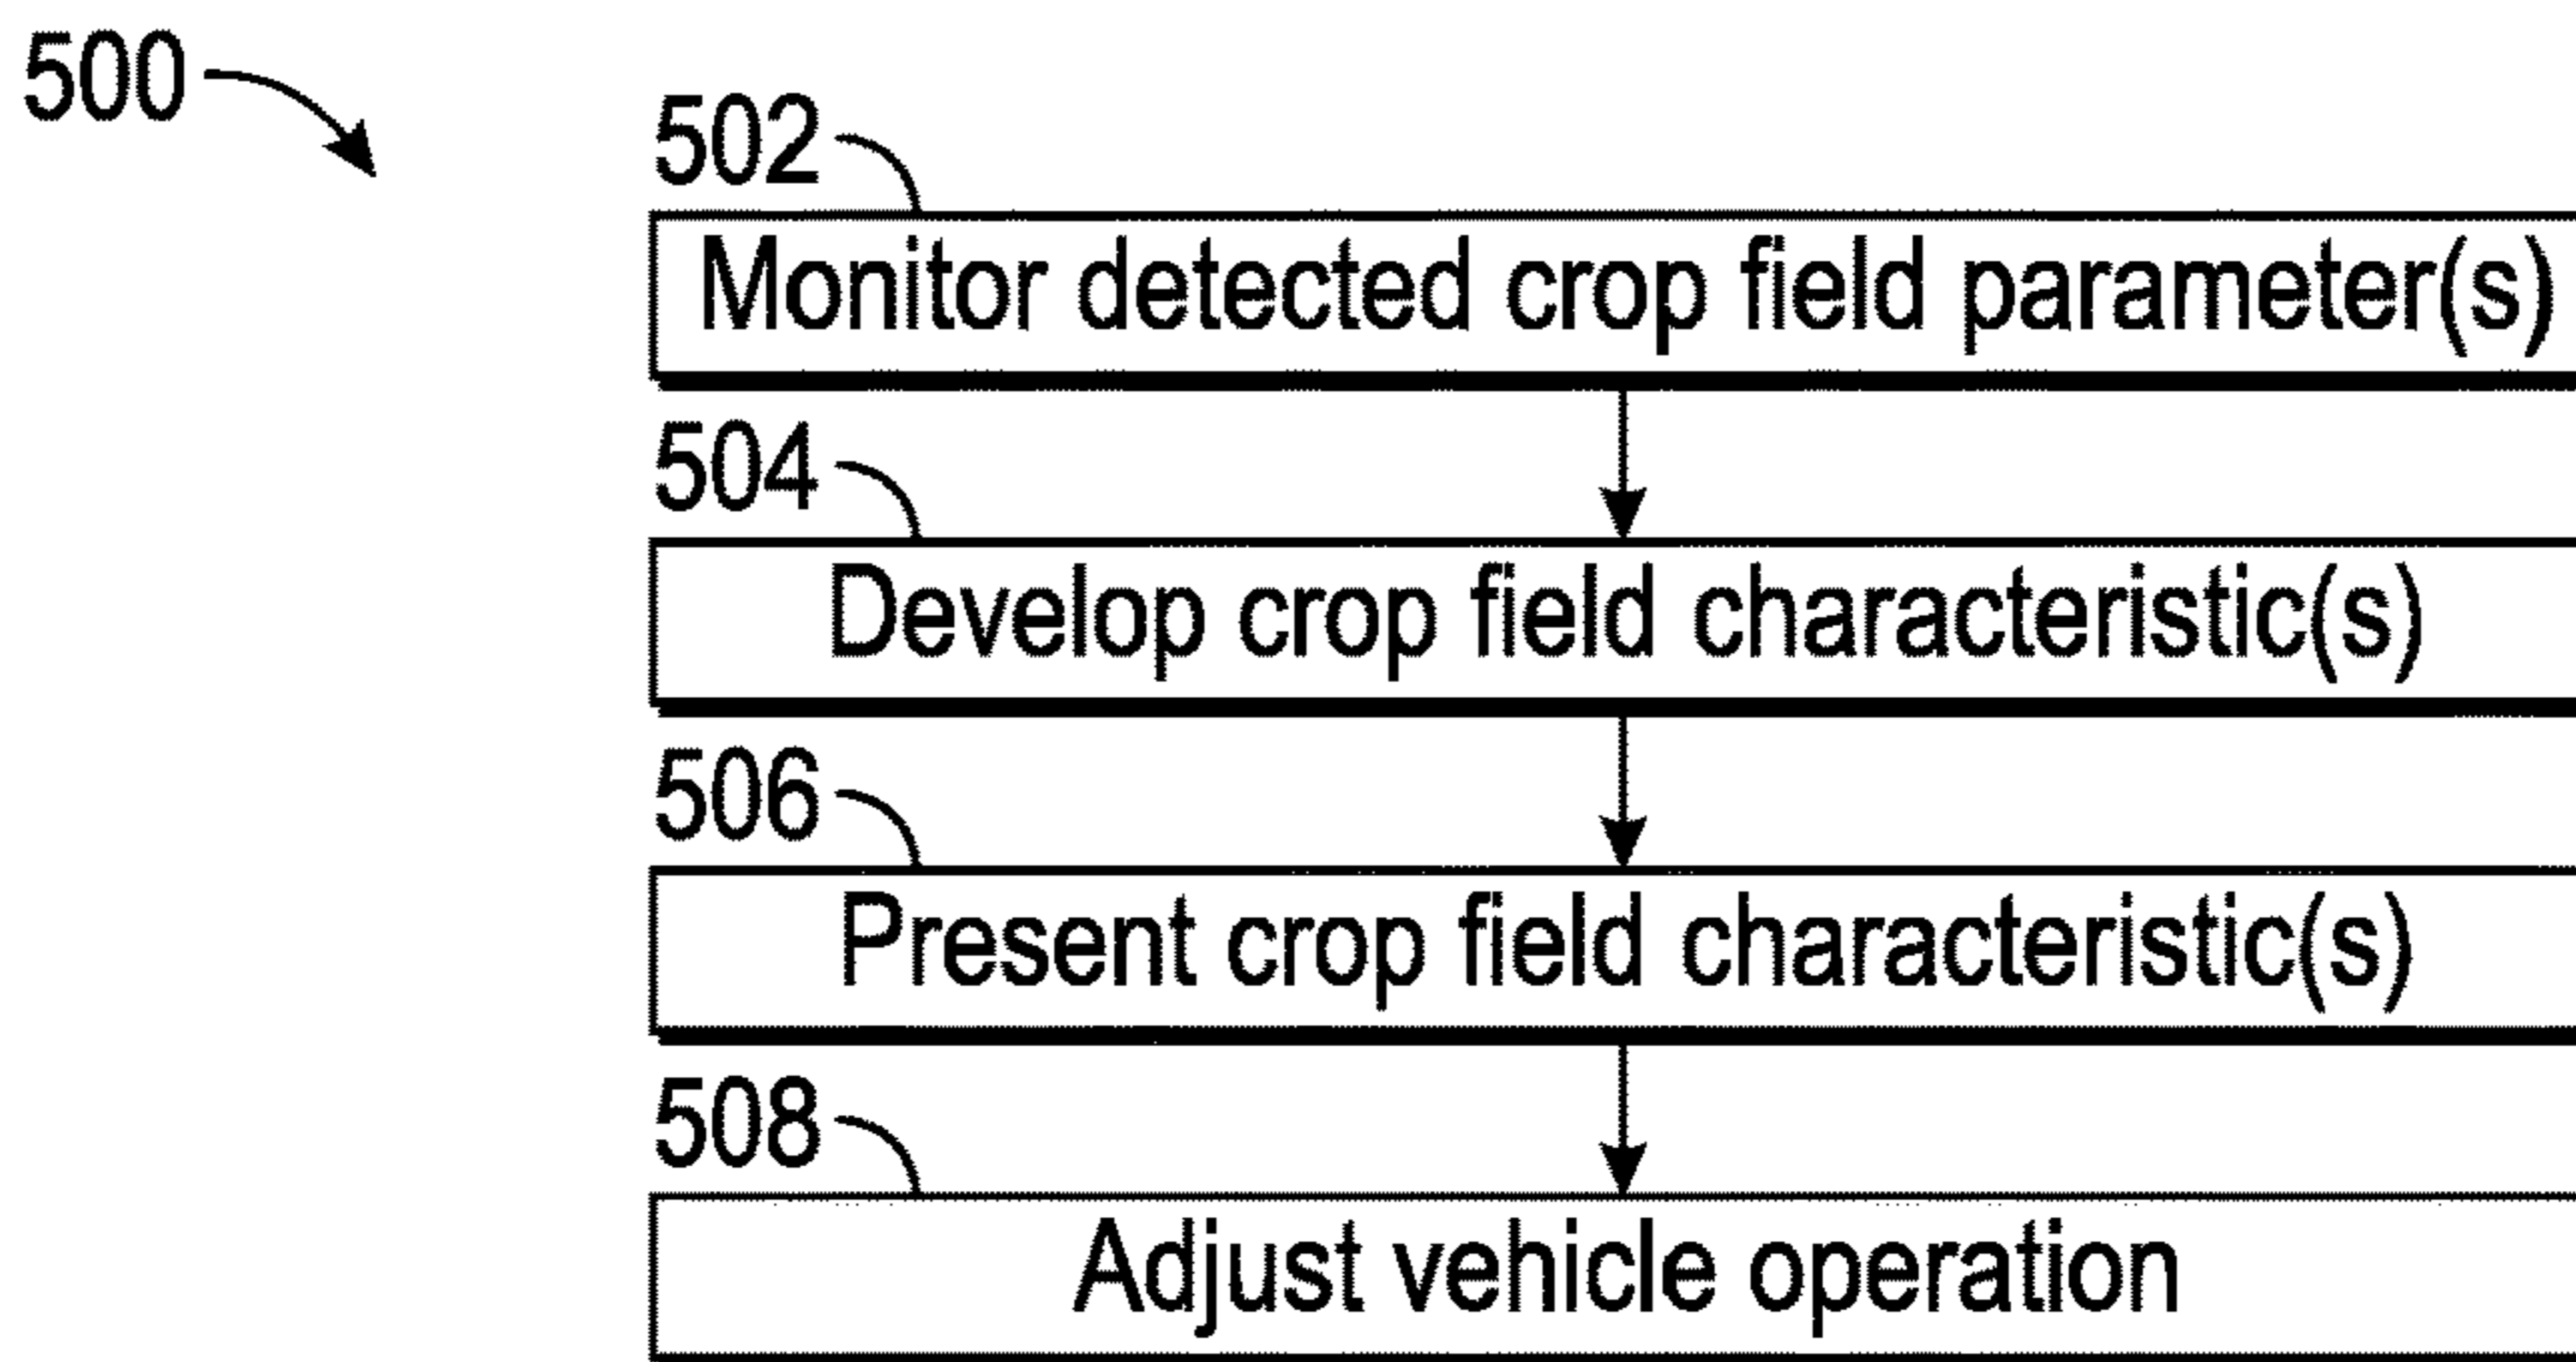 500
502
Monitor detected crop field parameter(s)
504
Develop crop field characteristic(s)
506
Present crop field characteristic(s)
508
Adjust vehicle operation